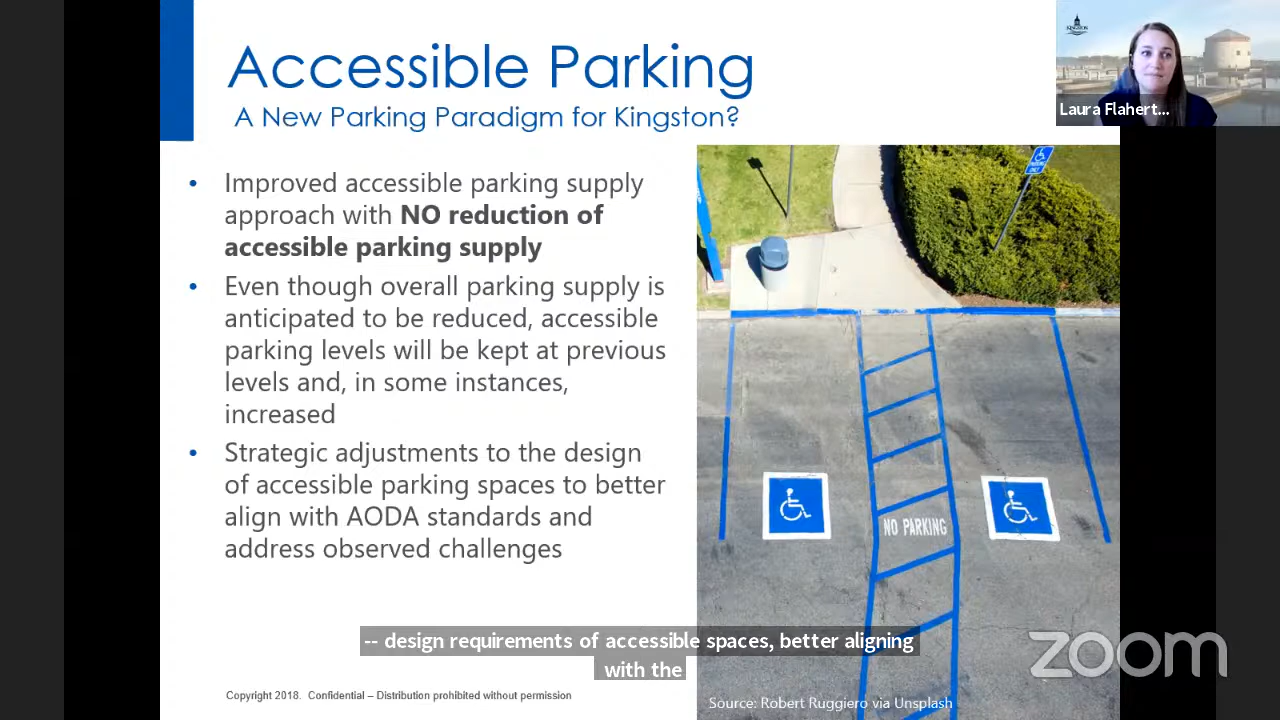 Accessible Parking
A New Parking Paradigm for Kingston?
KINGSTON
Laura Flahert...
• Improved accessible parking supply
approach with NO reduction of
accessible parking supply
• Even though overall parking supply is
anticipated to be reduced, accessible
parking levels will be kept at previous
levels and, in some instances,
increased
• Strategic adjustments to the design
of accessible parking spaces to better
align with AODA standards and
address observed challenges
NO PARKING
-- design requirements of accessible spaces, better aligning
with the
zoom
Copyright 2018. Confidential – Distribution prohibited without permission
Source: Robert Ruggiero via Unsplash